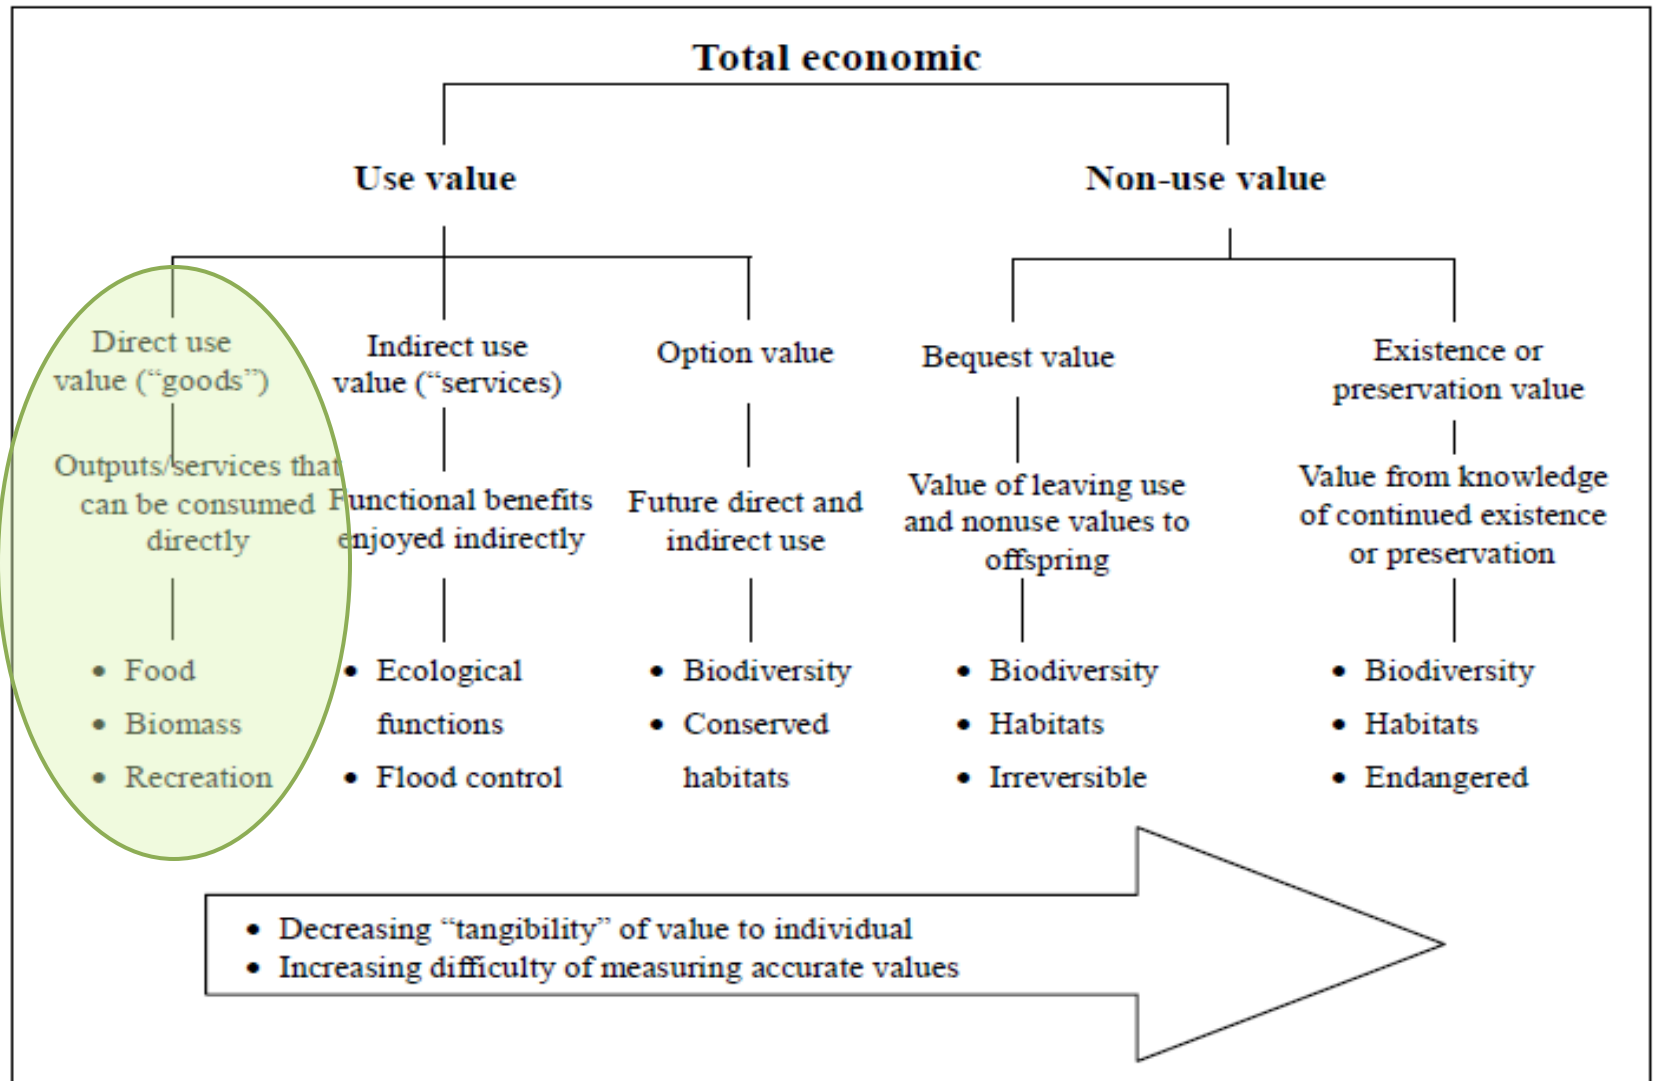 Total economic
Use value
Non-use value
Direct use
value (“goods”)
Outputs/services that
can be consumed
directly
• Food
• Biomass
• Recreation
Indirect use
value (“services)
Functional benefits
enjoyed indirectly
• Ecological
functions
• Flood control
Option value
Future direct and
indirect use
• Biodiversity
• Conserved
habitats
Bequest value
Value of leaving use
and nonuse values to
offspring
• Biodiversity
• Habitats
• Irreversible
Existence or
preservation value
Value from knowledge
of continued existence
or preservation
• Biodiversity
• Habitats
• Endangered
• Decreasing “tangibility” of value to individual
• Increasing difficulty of measuring accurate values